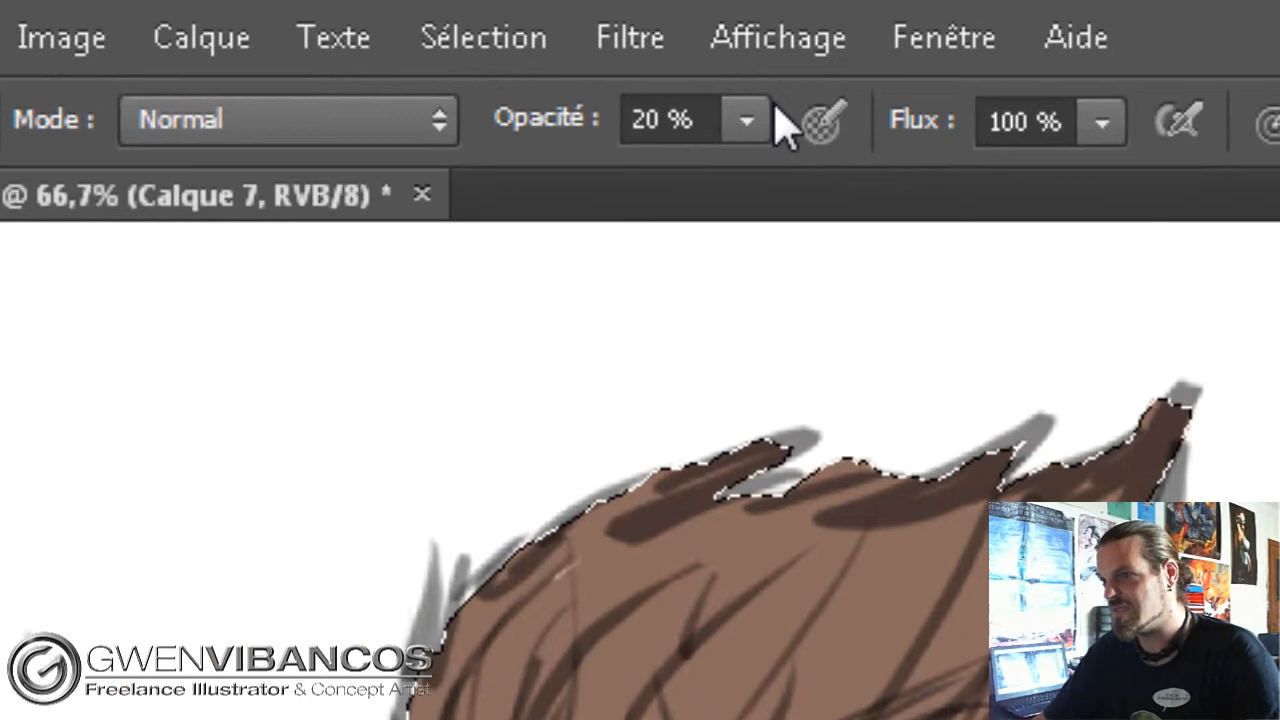 Image Calque Texte Sélection Filtre Affichage Fenêtre Aide
Mode : Normal Opacité : 20 % Flux : 100 %
@ 66,7% (Calque 7, RVB/8) * ×
GWENVIBANCOS
Freelance Illustrator & Concept Artist